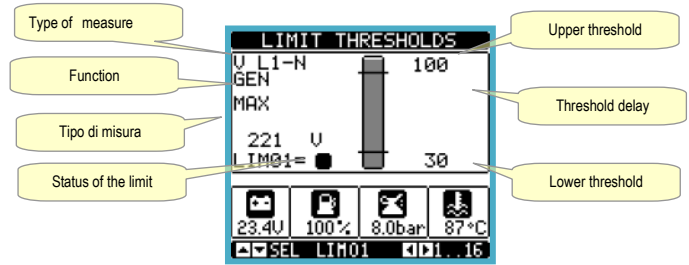 Type of measure
LIMIT THRESHOLDS
Upper threshold
V L1-N
100
GEN
Function
MAX
Threshold delay
Tipo di misura
221 V
LIM01=
30
Status of the limit
Lower threshold
23.4V 100% 8.0bar 87°C
▲▼SEL LIM01 ◀▶1..16